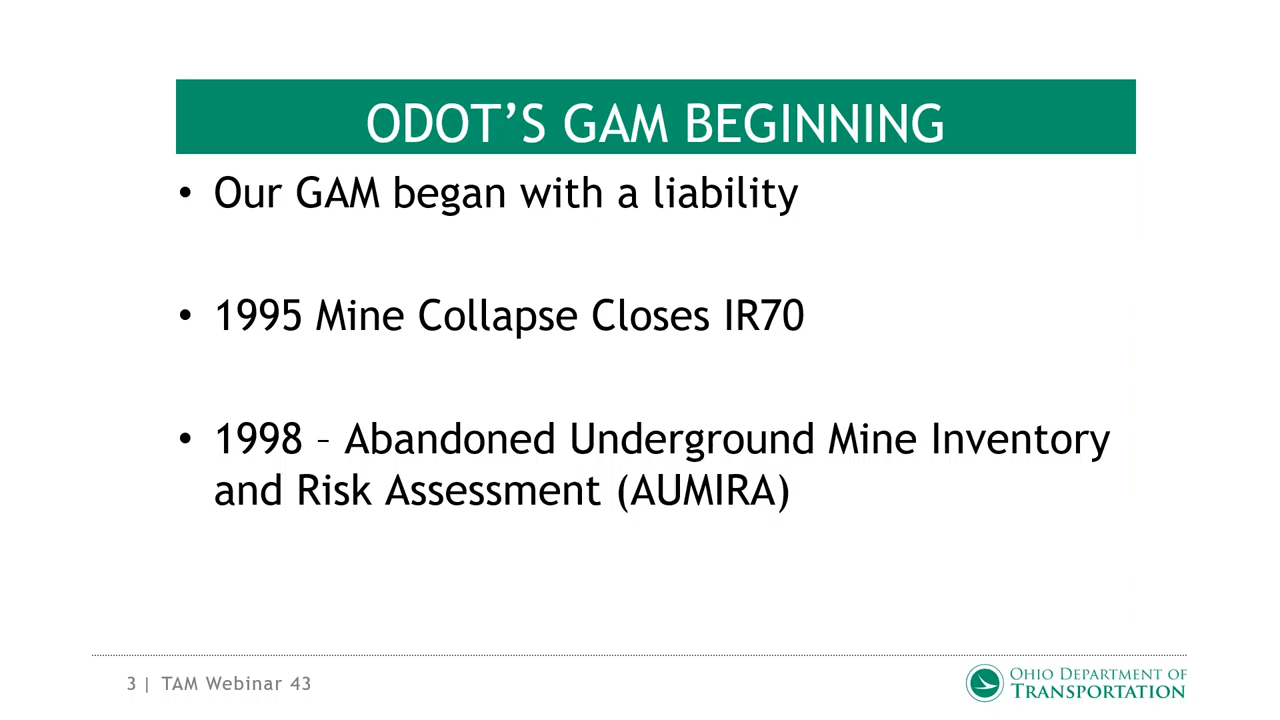 ODOT’S GAM BEGINNING
• Our GAM began with a liability
• 1995 Mine Collapse Closes IR70
• 1998 – Abandoned Underground Mine Inventory
and Risk Assessment (AUMIRA)
3 | TAM Webinar 43
OHIO DEPARTMENT OF
TRANSPORTATION